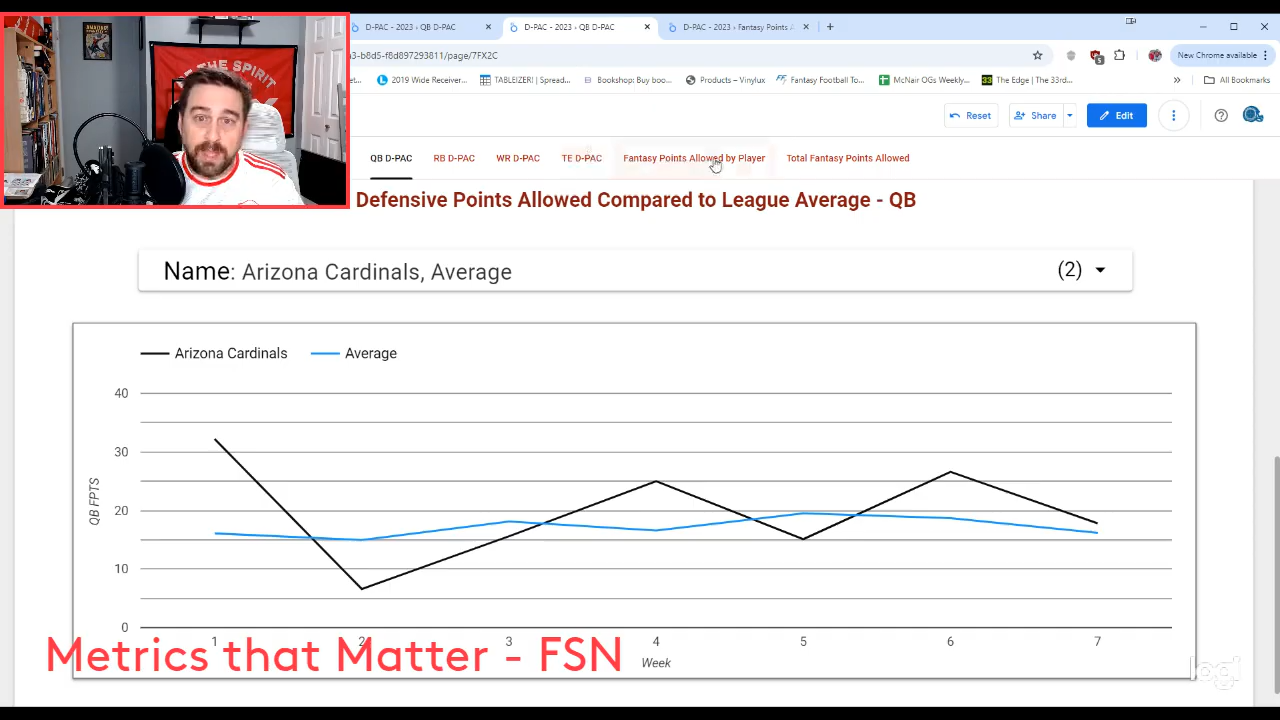 D-PAC - 2023 › QB D-PAC
D-PAC - 2023 › QB D-PAC
D-PAC - 2023 › Fantasy Points A
3-b8d5-f6d897293811/page/7FX2C
New Chrome available
2019 Wide Receiver...
TABLEIZER! | Spread...
Bookshop: Buy boo...
Products – Vinylux
Fantasy Football To...
McNair OGs Weekly...
The Edge | The 33rd...
All Bookmarks
THE SPIRIT
Reset
Share
Edit
QB D-PAC
RB D-PAC
WR D-PAC
TE D-PAC
Fantasy Points Allowed by Player
Total Fantasy Points Allowed
Defensive Points Allowed Compared to League Average - QB
Name: Arizona Cardinals, Average
(2)
Arizona Cardinals
Average
40
30
20
10
0
QB FPTS
1 2 3 4 5 6 7
Week
Metrics that Matter - FSN
logi